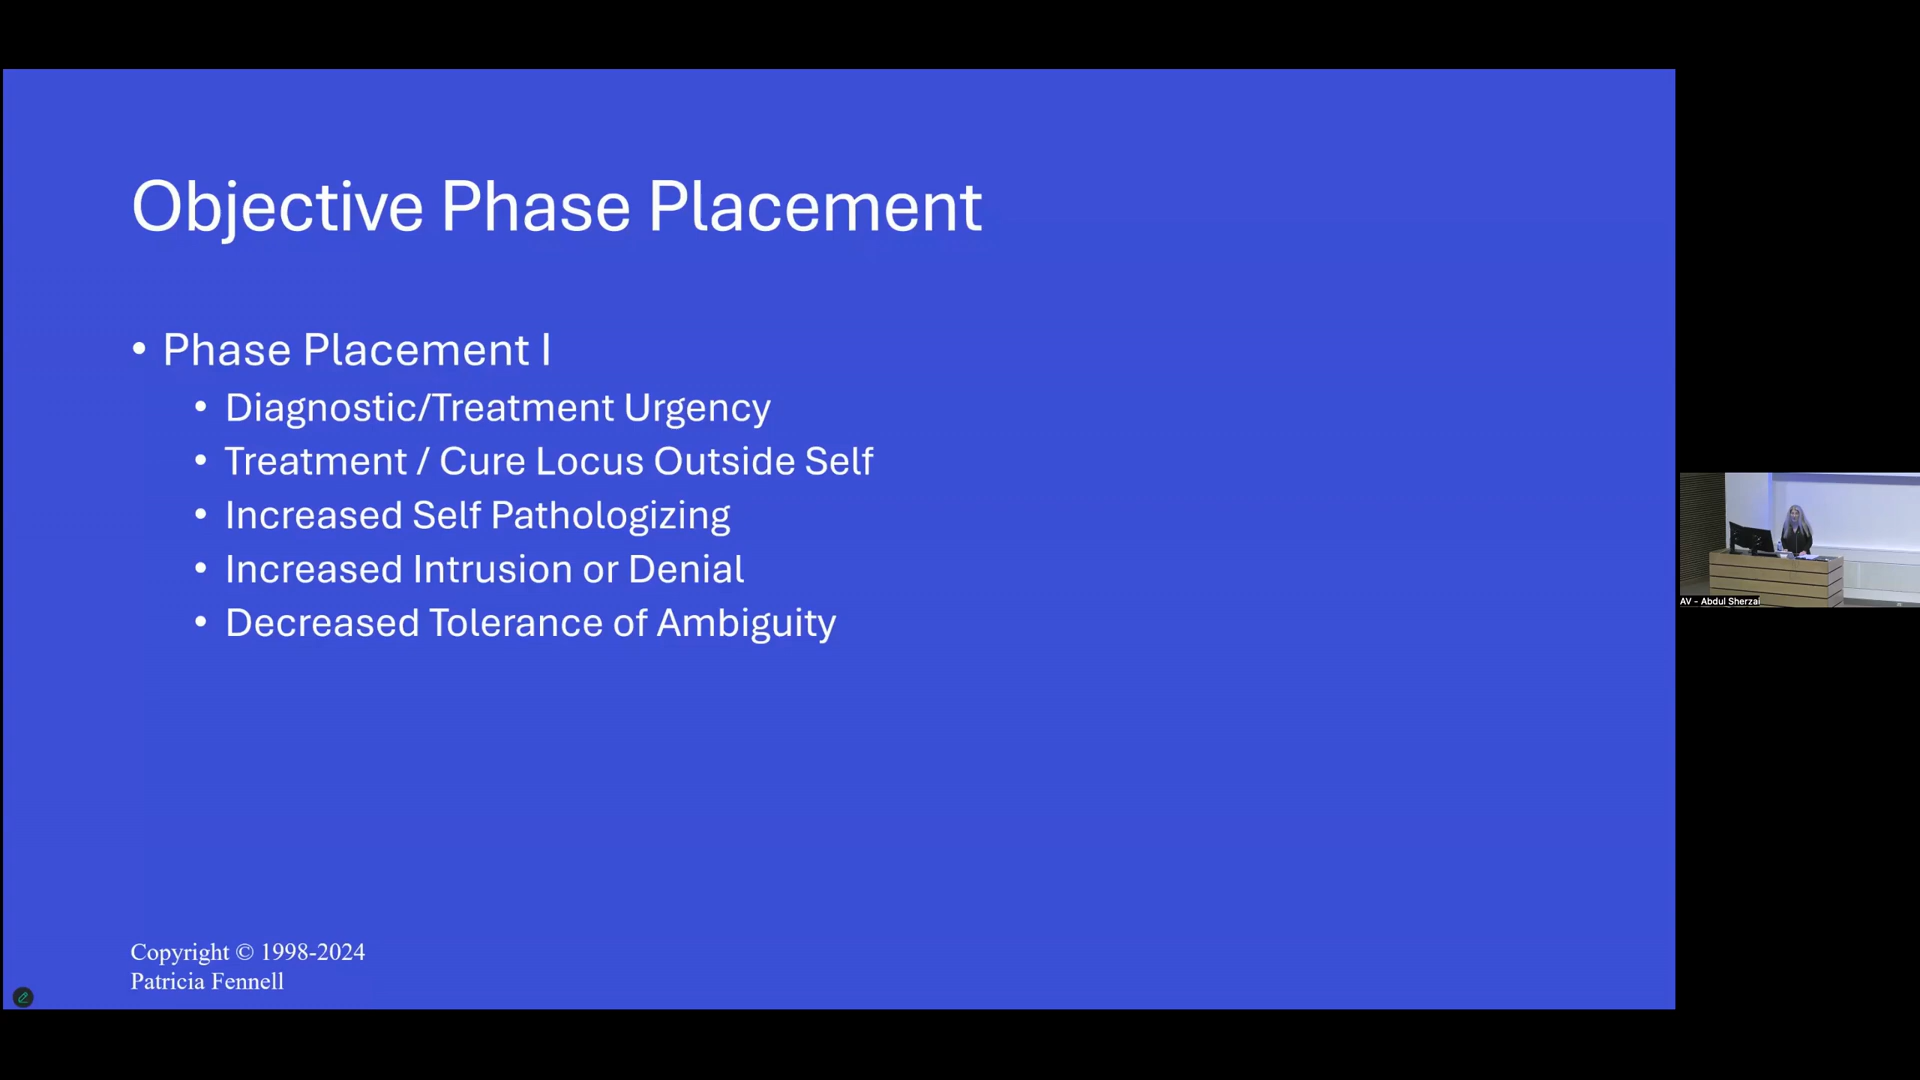 Objective Phase Placement
• Phase Placement I
• Diagnostic/Treatment Urgency
• Treatment / Cure Locus Outside Self
• Increased Self Pathologizing
• Increased Intrusion or Denial
• Decreased Tolerance of Ambiguity
Copyright © 1998-2024
Patricia Fennell
AV - Abdul Sherzai